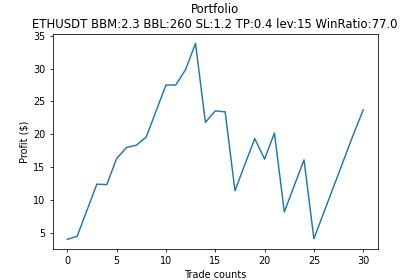 Portfolio
ETHUSDT BBM:2.3 BBL:260 SL:1.2 TP:0.4 lev:15 WinRatio:77.0
35
30
25
20
15
10
5
Profit ($)
0 5 10 15 20 25 30
Trade counts